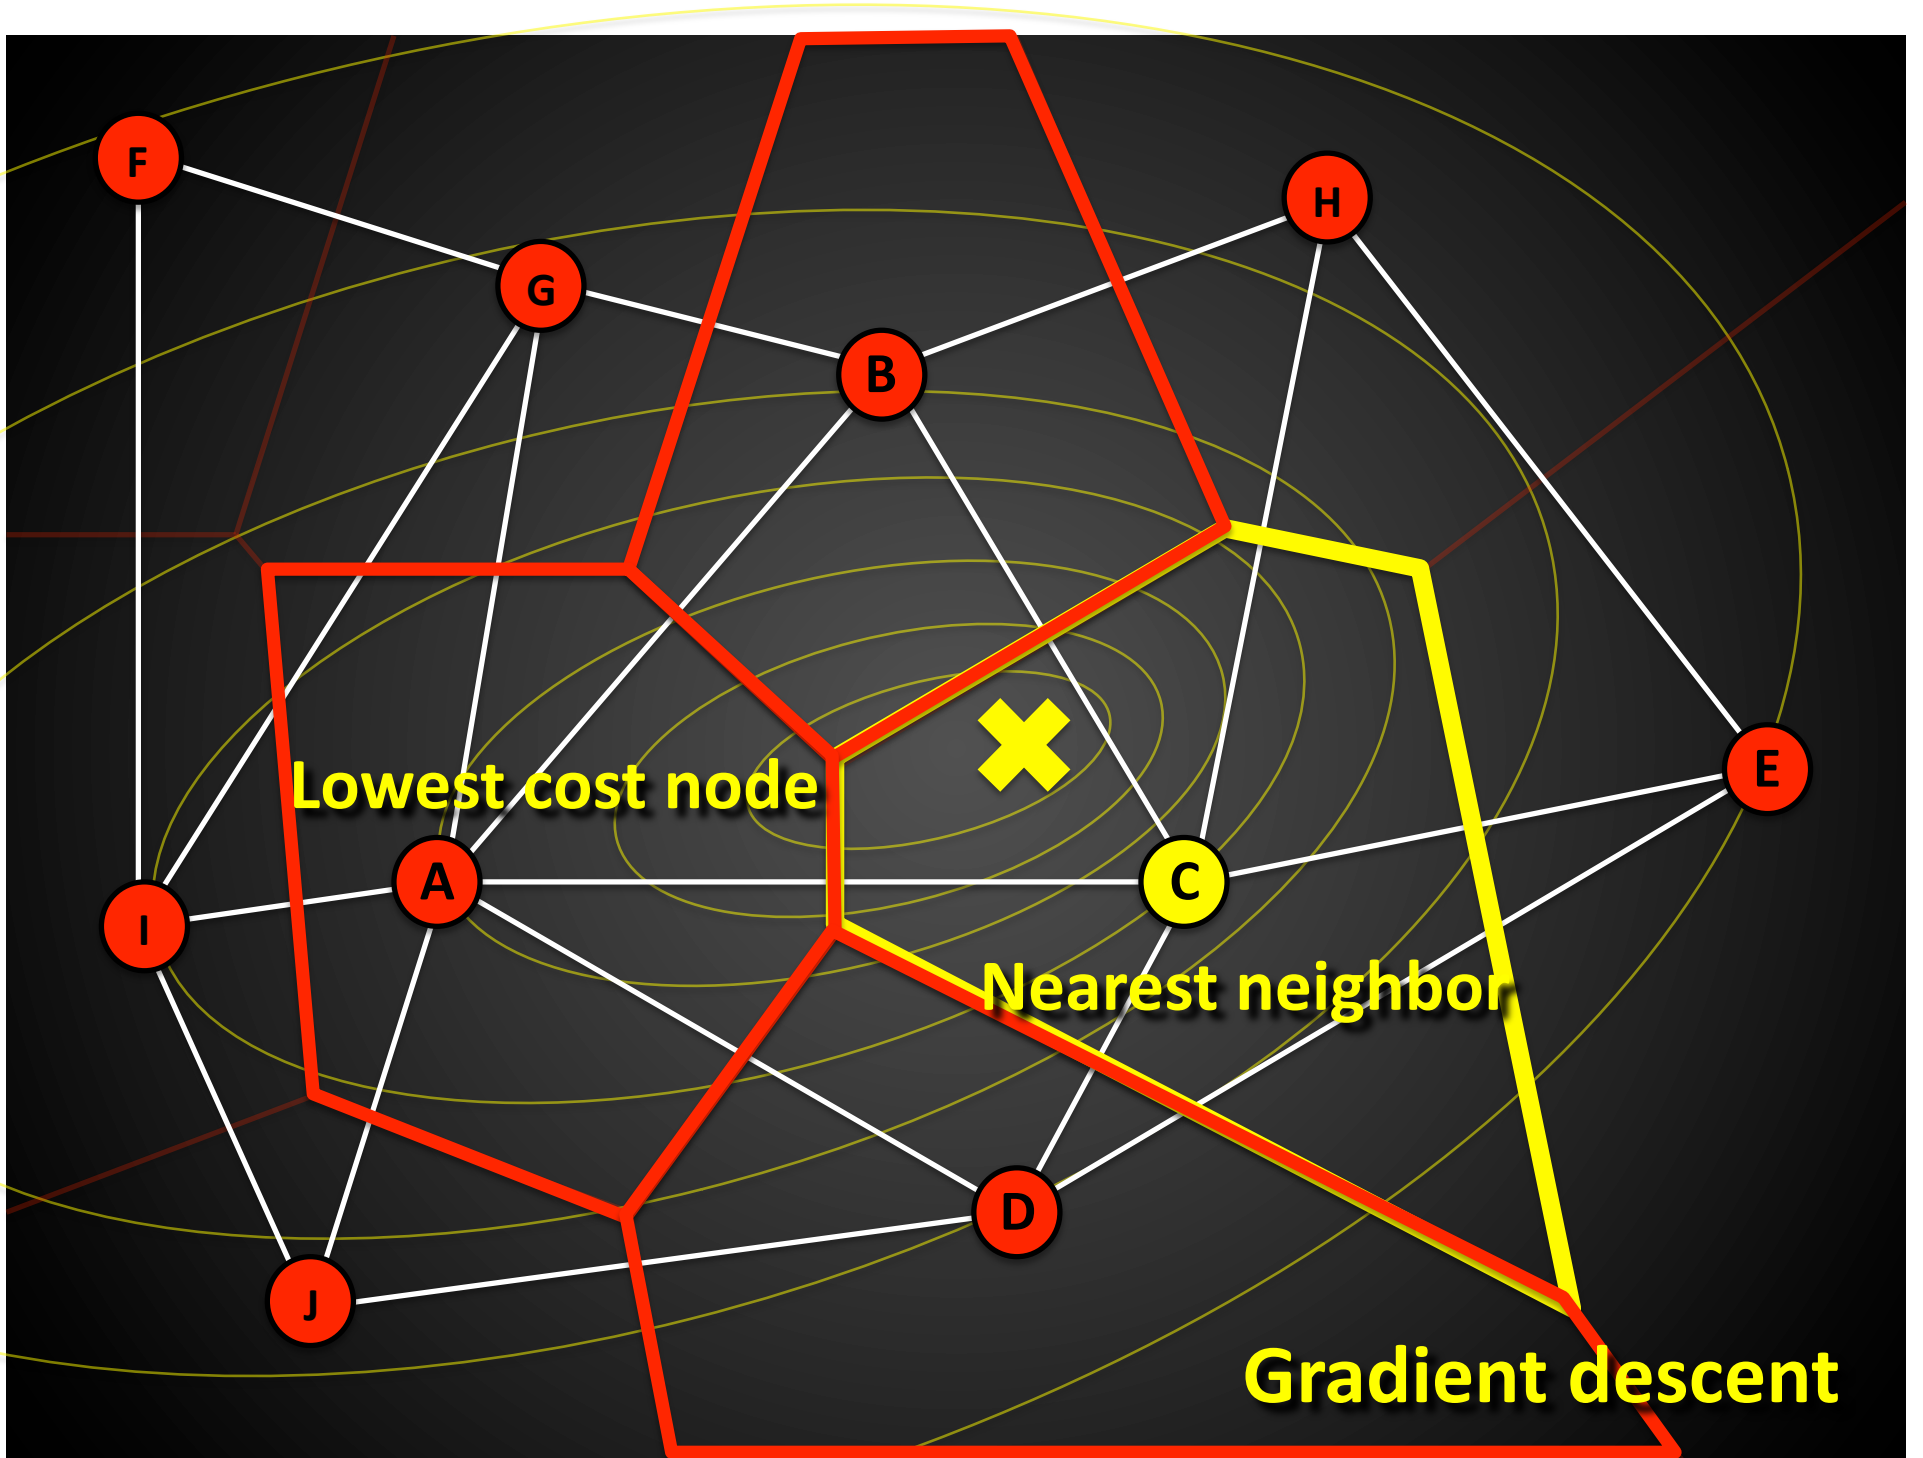 F
H
G
B
Lowest cost node
E
A
C
I
Nearest neighbor
D
J
Gradient descent